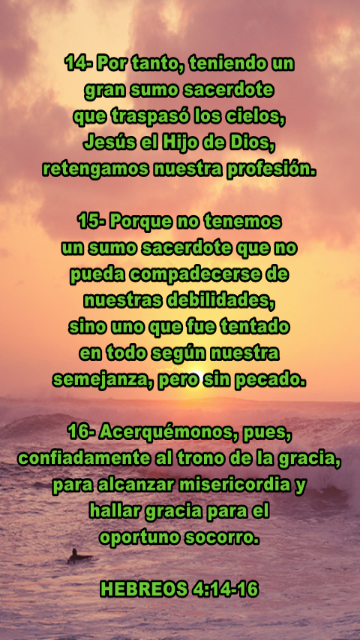 14- Por tanto, teniendo un
gran sumo sacerdote
que traspasó los cielos,
Jesús el Hijo de Dios,
retengamos nuestra profesión.
15- Porque no tenemos
un sumo sacerdote que no
pueda compadecerse de
nuestras debilidades,
sino uno que fue tentado
en todo según nuestra
semejanza, pero sin pecado.
16- Acerquémonos, pues,
confiadamente al trono de la gracia,
para alcanzar misericordia y
hallar gracia para el
oportuno socorro.
HEBREOS 4:14-16